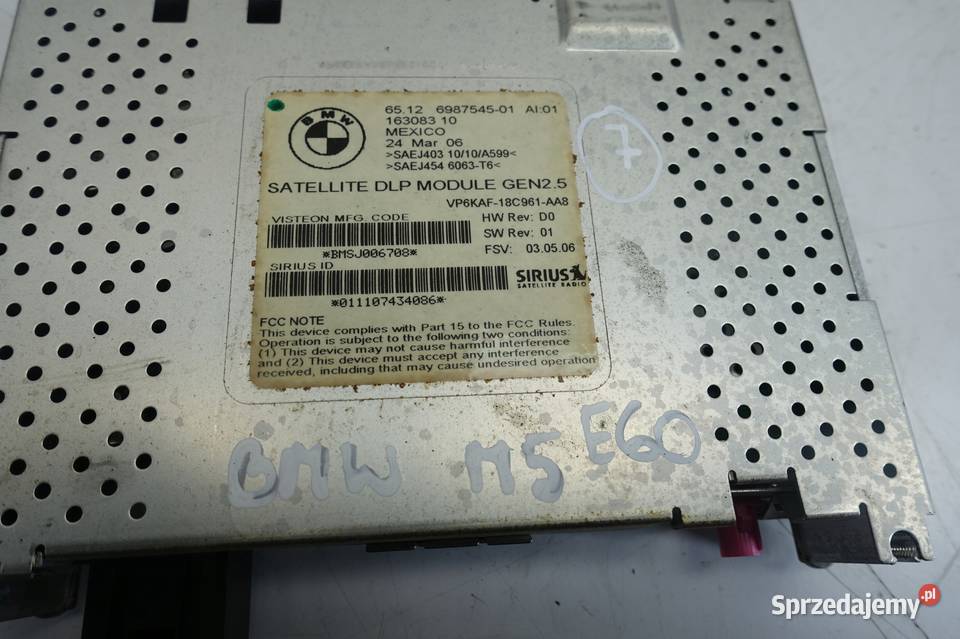 BMW
65.12 6987545-01 AI:01
163083 10
MEXICO
24 Mar 06
>SAEJ403 10/10/A599<
>SAEJ454 6063-T6<
7
SATELLITE DLP MODULE GEN2.5
VP6KAF-18C961-AA8
VISTEON MFG. CODE
HW Rev: D0
SW Rev: 01
*BMSJ006708*
FSV: 03.05.06
SIRIUS ID
SIRIUS
SATELLITE RADIO
*011107434086*
FCC NOTE
This device complies with Part 15 to the FCC Rules.
Operation is subject to the following two conditions:
(1) This device may not cause harmful interference
and (2) This device must accept any interference
received, including that may cause undesired operation
BMW M5 E60
Sprzedajemy.pl